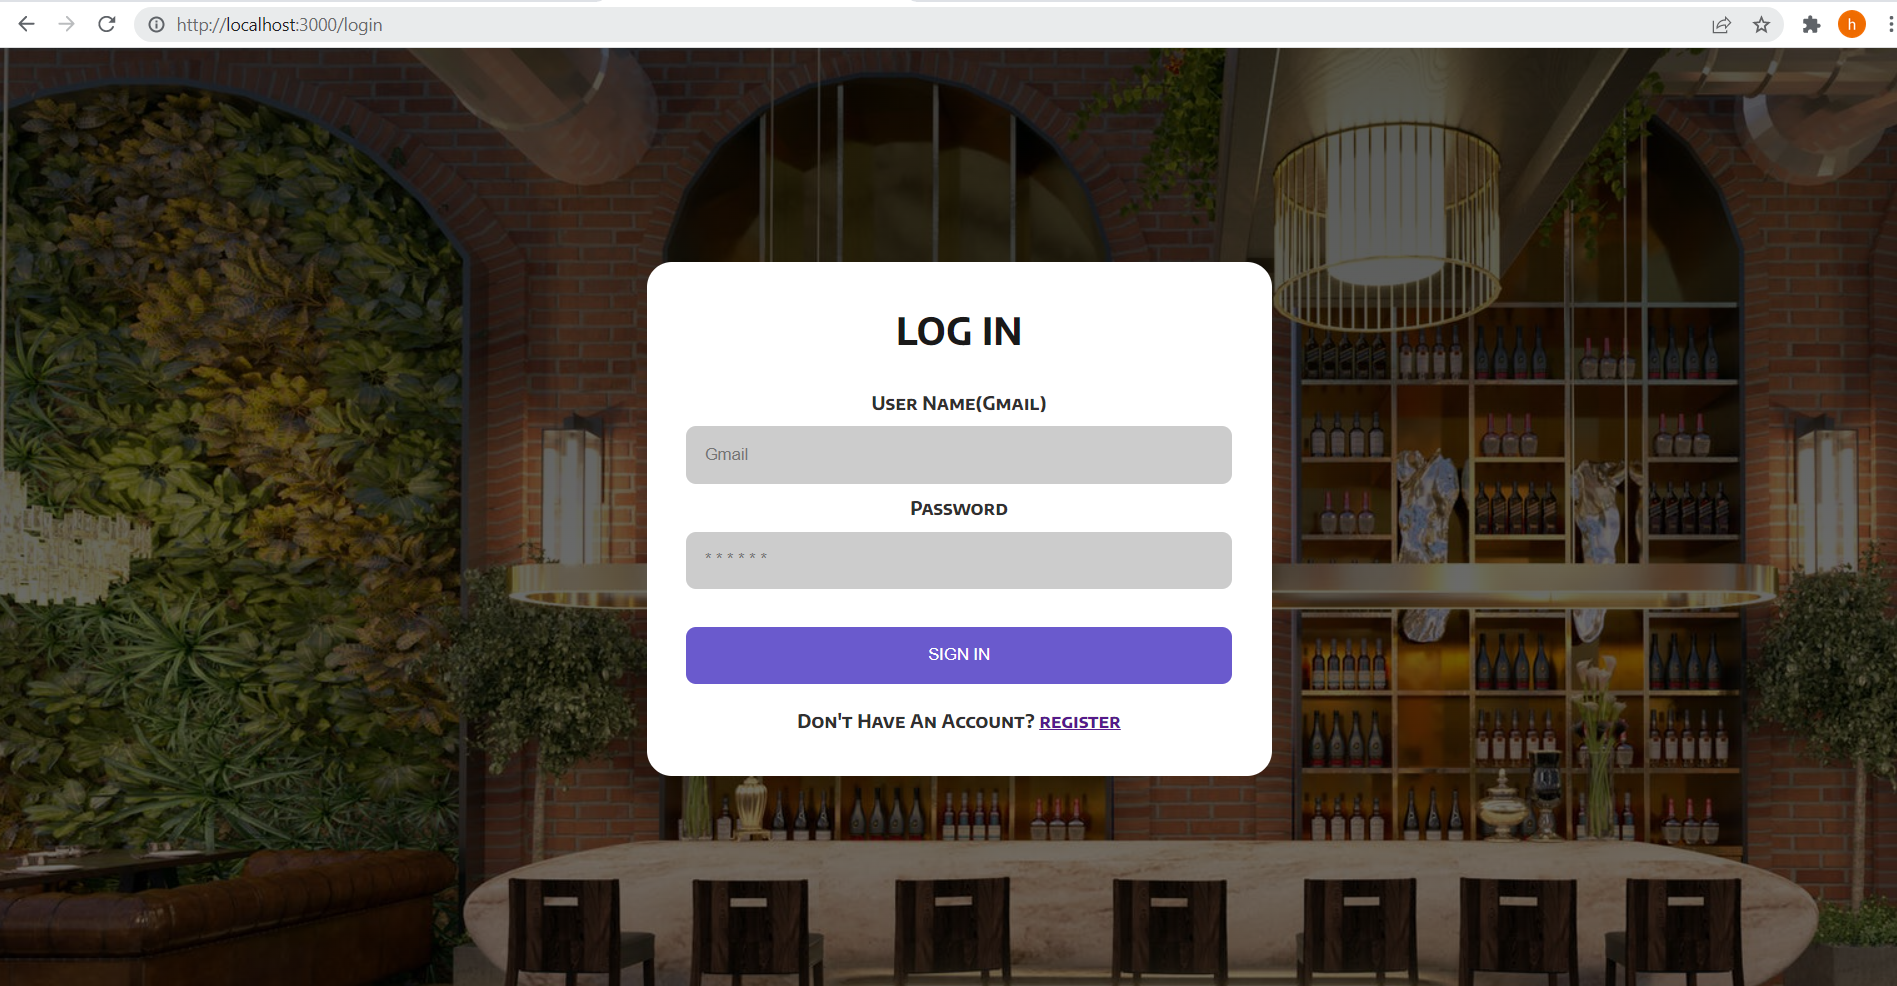 http://localhost:3000/login
h
LOG IN
User Name(Gmail)
Gmail
Password
******
SIGN IN
Don't Have An Account? REGISTER